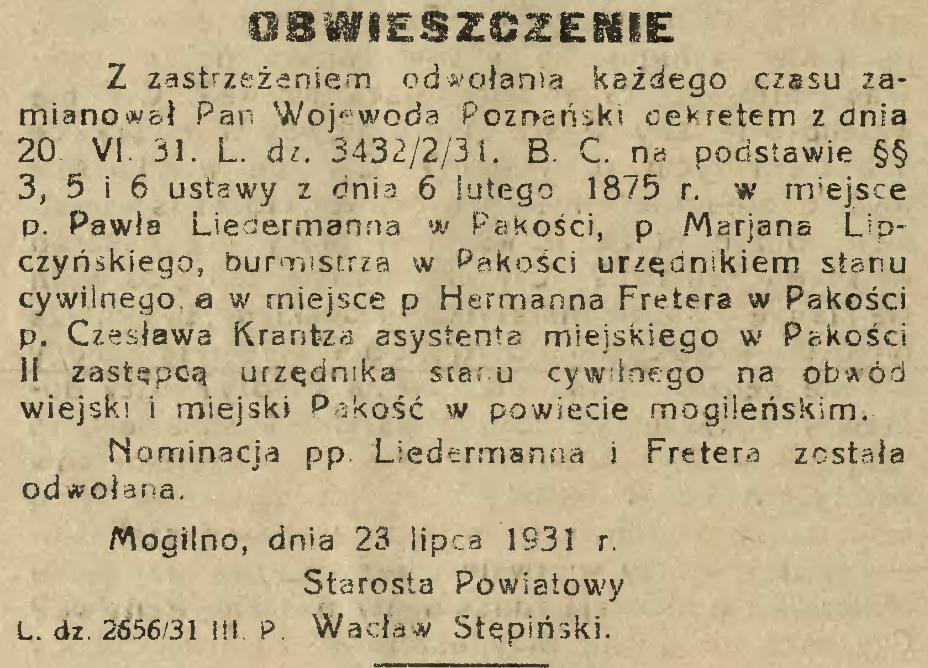 OBWIESZCZENIE
Z zastrzeżeniem odwołania każdego czasu za-
mianował Pan Wojewoda Poznański dekretem z dnia
20. VI. 31. L. dz. 3432/2/31. B. C. na podstawie §§
3, 5 i 6 ustawy z dnia 6 lutego 1875 r. w miejsce
p. Pawła Liedermanna w Pakości, p Marjana Lip-
czyńskiego, burmistrza w Pakości urzędnikiem stanu
cywilnego, a w miejsce p Hermanna Fretera w Pakości
p. Czesława Krantza asystenta miejskiego w Pakości
II zastępcą urzędnika stanu cywilnego na obwód
wiejski i miejski Pakość w powiecie mogileńskim.
Nominacja pp. Liedermanna i Fretera została
odwołana.
Mogilno, dnia 23 lipca 1931 r.
Starosta Powiatowy
L. dz. 2656/31 III. P. Wacław Stępiński.